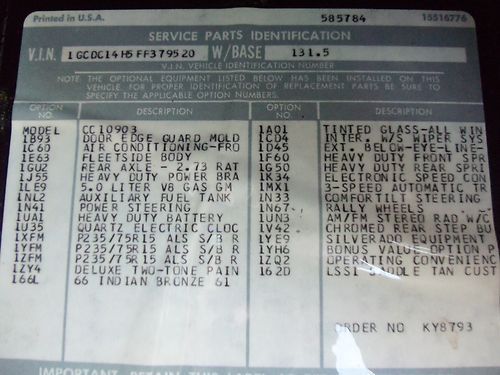 Printed in U.S.A. 585784 15516776
SERVICE PARTS IDENTIFICATION
V.I.N. 1GCDC14H5FF379520 W/BASE 131.5
V.I.N. VEHICLE IDENTIFICATION NUMBER
NOTE THE OPTIONAL EQUIPMENT LISTED BELOW HAS BEEN INSTALLED ON THIS
VEHICLE. FOR PROPER IDENTIFICATION OF REPLACEMENT PARTS BE SURE TO
SPECIFY THE APPLICABLE OPTION NUMBERS.
OPTION NO. DESCRIPTION OPTION NO. DESCRIPTION
MODEL CC10903 1A01 TINTED GLASS-ALL WIN
1B93 DOOR EDGE GUARD MOLD 1CD4 INTER. W/S WIPER SYS
1C60 AIR CONDITIONING-FRO 1D45 EXT. BELOW-EYE-LINE-
1E63 FLEETSIDE BODY 1F60 HEAVY DUTY FRONT SPR
1GU2 REAR AXLE - 2.73 RAT 1G50 HEAVY DUTY REAR SPRI
HEAVY DUTY POWER BRA 1K34 ELECTRONIC SPEED CON
1LE9 5.0 LITER V8 GAS GM 1MX1 3-SPEED AUTOMATIC TR
1NL2 AUXILIARY FUEL TANK 1N33 COMFORTILT STEERING
1N41 POWER STEERING 1N67 RALLY WHEELS
1UA1 HEAVY DUTY BATTERY 1UN3 AM/FM STEREO RAD W/C
1U35 QUARTZ ELECTRIC CLOC 1V42 CHROMED REAR STEP BU
1XFM P235/75R15 ALS S/B R 1YE9 SILVERADO EQUIPMENT
1YFM P235/75R15 ALS S/B R 1YH6 BONUS VALUE OPTION P
1ZFM P235/75R15 ALS S/B R 1ZQ2 OPERATING CONVENIENC
1ZY4 DELUXE TWO-TONE PAIN 162D SADDLE TAN CUST
166L 66 INDIAN BRONZE 61
ORDER NO KY8793
IMPORTANT RETAIN THIS